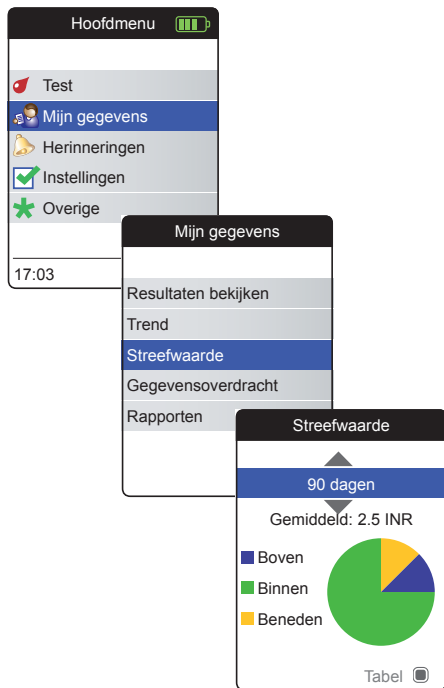 Hoofdmenu
Test
Mijn gegevens
Herinneringen
Instellingen
Overige
17:03
Mijn gegevens
Resultaten bekijken
Trend
Streefwaarde
Gegevensoverdracht
Rapporten
Streefwaarde
90 dagen
Gemiddeld: 2.5 INR
Boven
Binnen
Beneden
Tabel